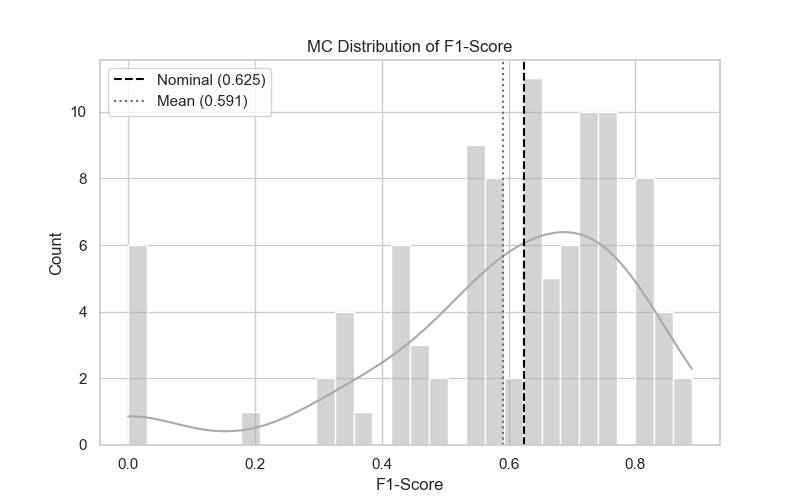 MC Distribution of F1-Score
Nominal (0.625)
Mean (0.591)
Count
10
8
6
4
2
0
0.0 0.2 0.4 0.6 0.8
F1-Score